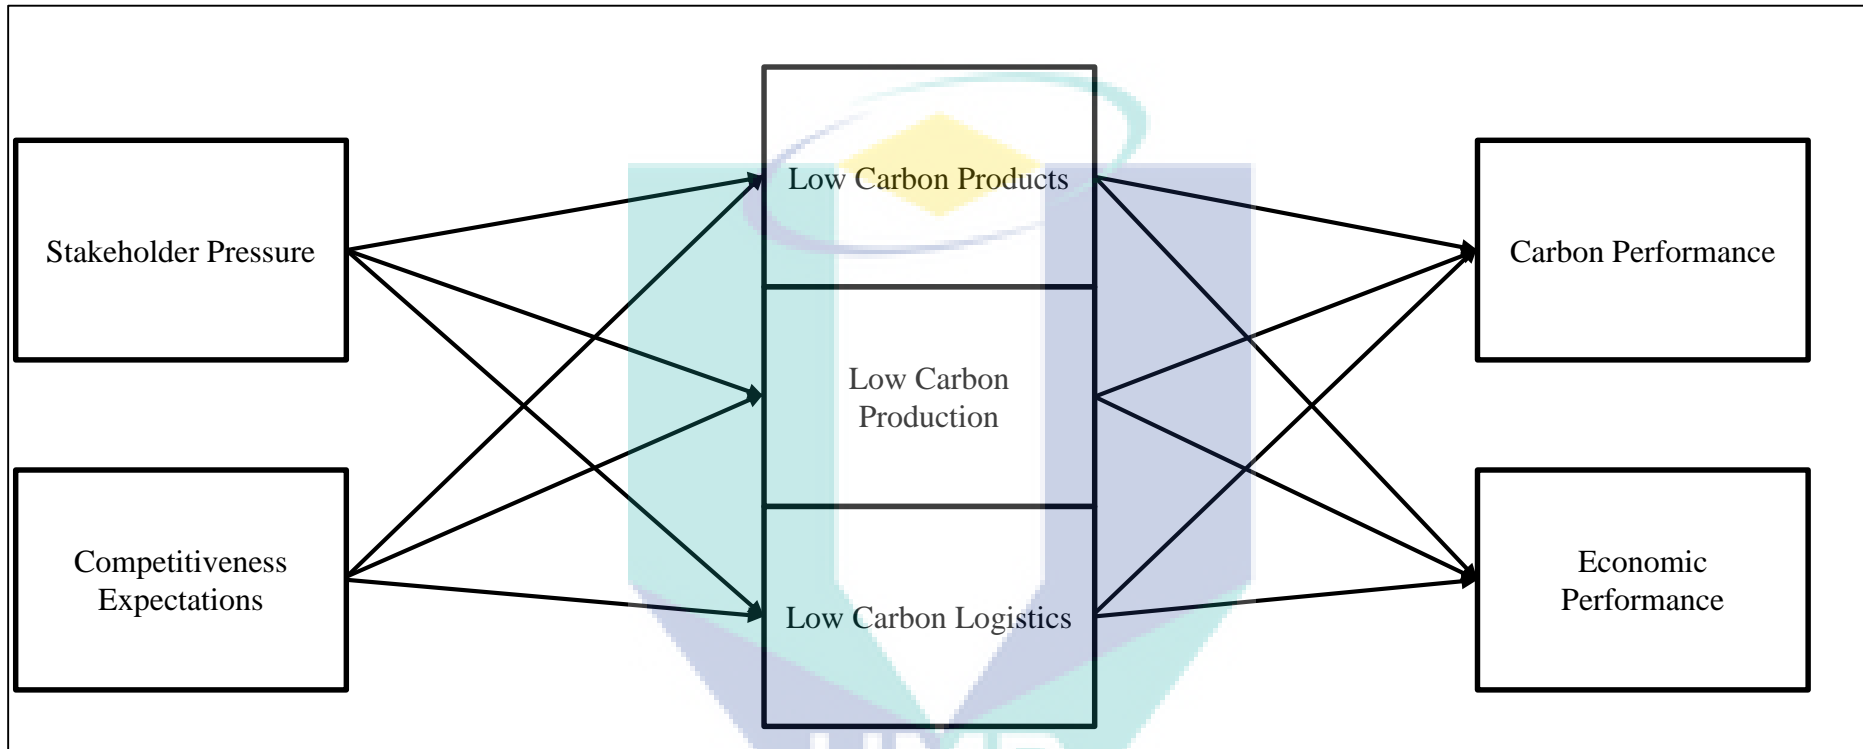 Low Carbon Products
Stakeholder Pressure
Carbon Performance
Low Carbon
Production
Competitiveness
Expectations
Economic
Performance
Low Carbon Logistics